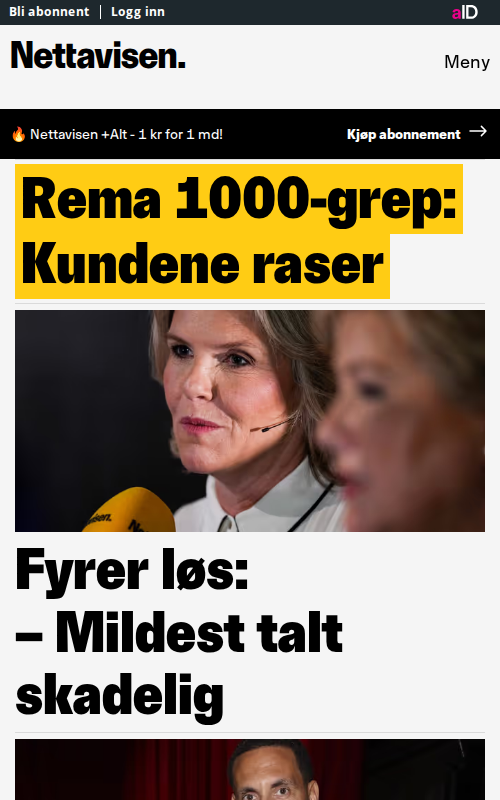 Bli abonnent | Logg inn
aID
Nettavisen.
Meny
🔥 Nettavisen +Alt - 1 kr for 1 md!
Kjøp abonnement →
Rema 1000-grep:
Kundene raser
Fyrer løs:
– Mildest talt
skadelig